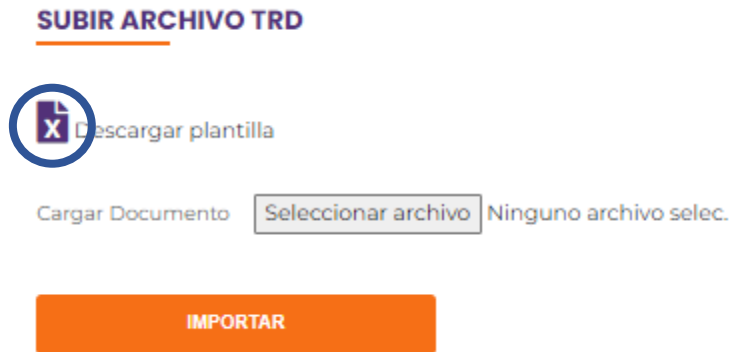 SUBIR ARCHIVO TRD
X Descargar plantilla
Cargar Documento Seleccionar archivo Ninguno archivo selec.
IMPORTAR